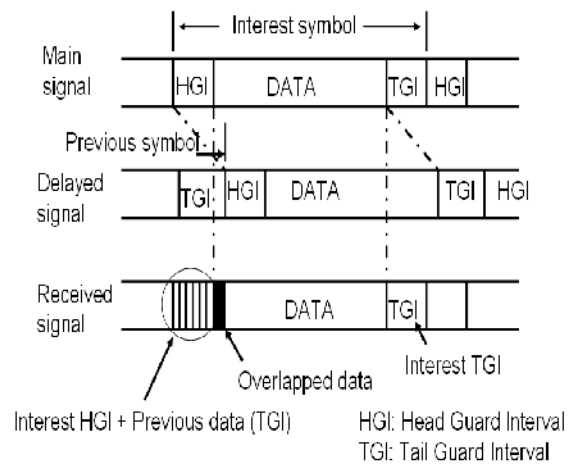 Interest symbol
Main signal
HGI DATA TGI HGI
Previous symbol
Delayed signal
TGI HGI DATA TGI HGI
Received signal
DATA TGI
Interest TGI
Overlapped data
Interest HGI + Previous data (TGI)
HGI: Head Guard Interval
TGI: Tail Guard Interval